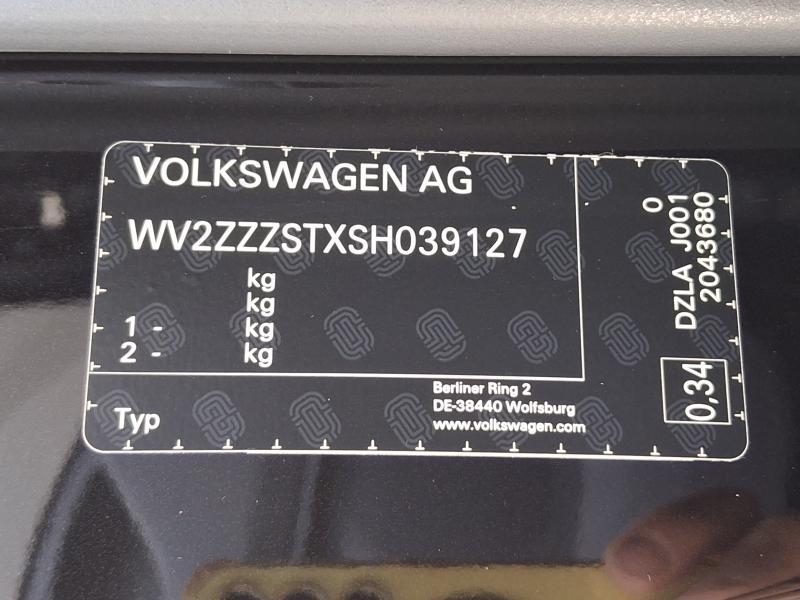 VOLKSWAGEN AG
WV2ZZZSTXSH039127
kg
kg
1 - kg
2 - kg
Typ
Berliner Ring 2
DE-38440 Wolfsburg
www.volkswagen.com
0
DZLA J001
2043680
0,34